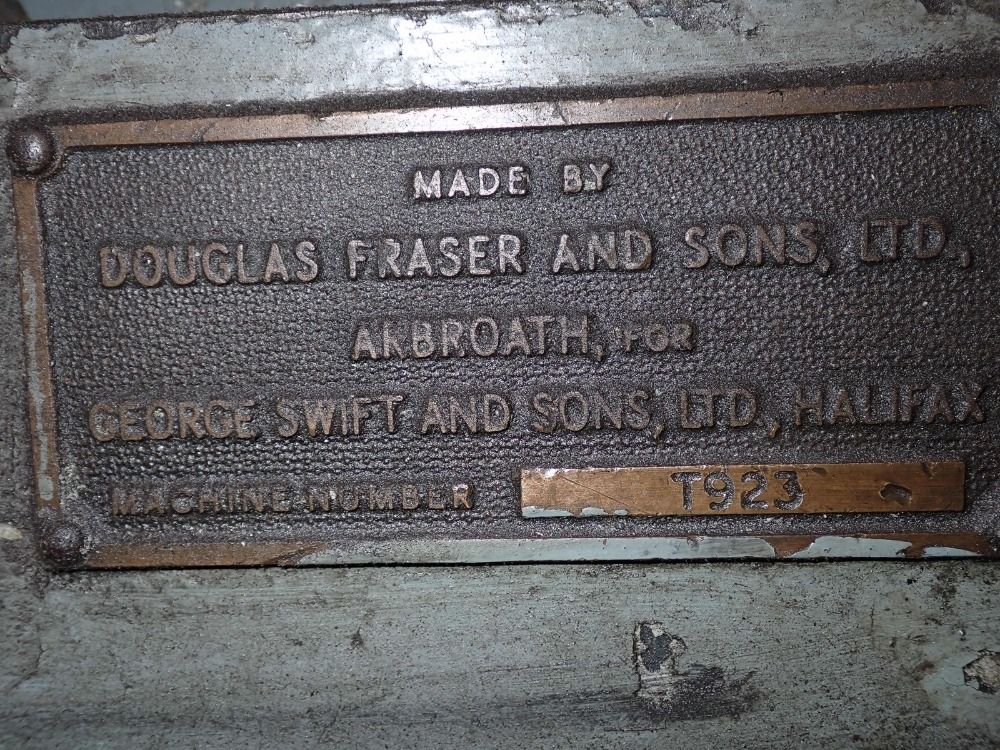 MADE BY
DOUGLAS FRASER AND SONS, LTD.,
ARBROATH, FOR
GEORGE SWIFT AND SONS, LTD., HALIFAX
MACHINE NUMBER T923